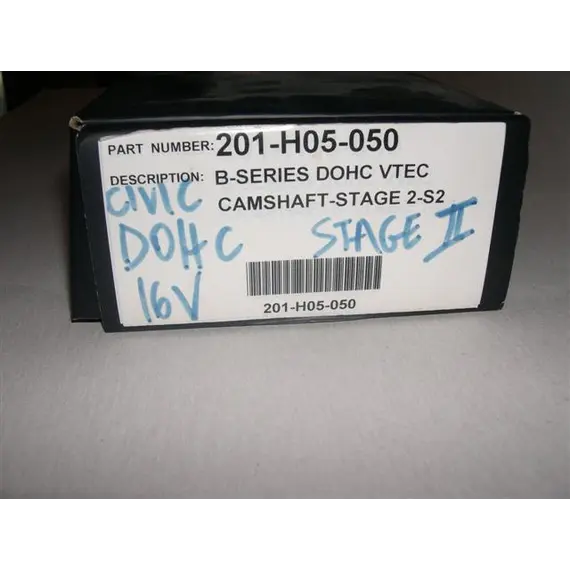 PART NUMBER: 201-H05-050
DESCRIPTION: B-SERIES DOHC VTEC
CAMSHAFT-STAGE 2-S2
CIVIC
DOHC
16V
STAGE II
201-H05-050